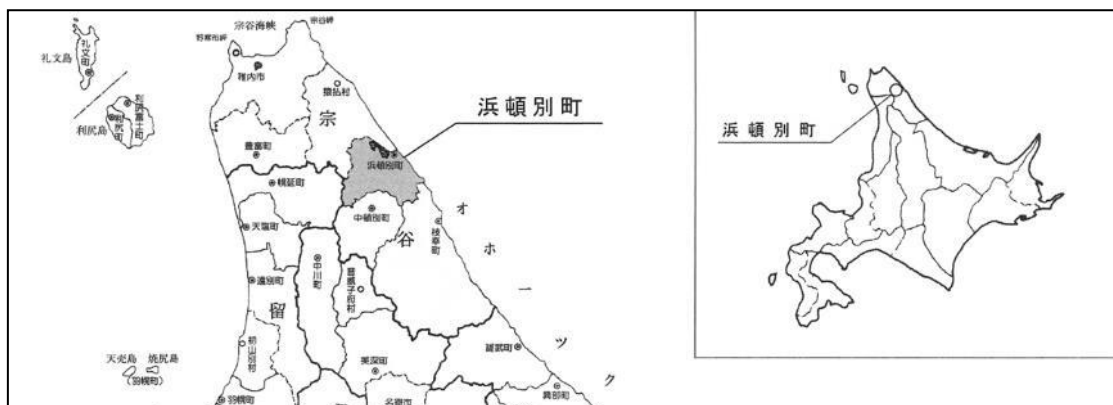 宗谷海峡
宗谷岬
野寒布岬
礼文島
礼文町
稚内市
猿払村
利尻富士町
利尻町
利尻島
宗
浜頓別町
豊富町
浜頓別町
幌延町
中頓別町
オホーツク
枝幸町
谷
天塩町
中川町
音威子府村
遠別町
留
初山別村
雄武町
美深町
天売島
焼尻島
(羽幌町)
羽幌町
名寄市
興部町
浜頓別町